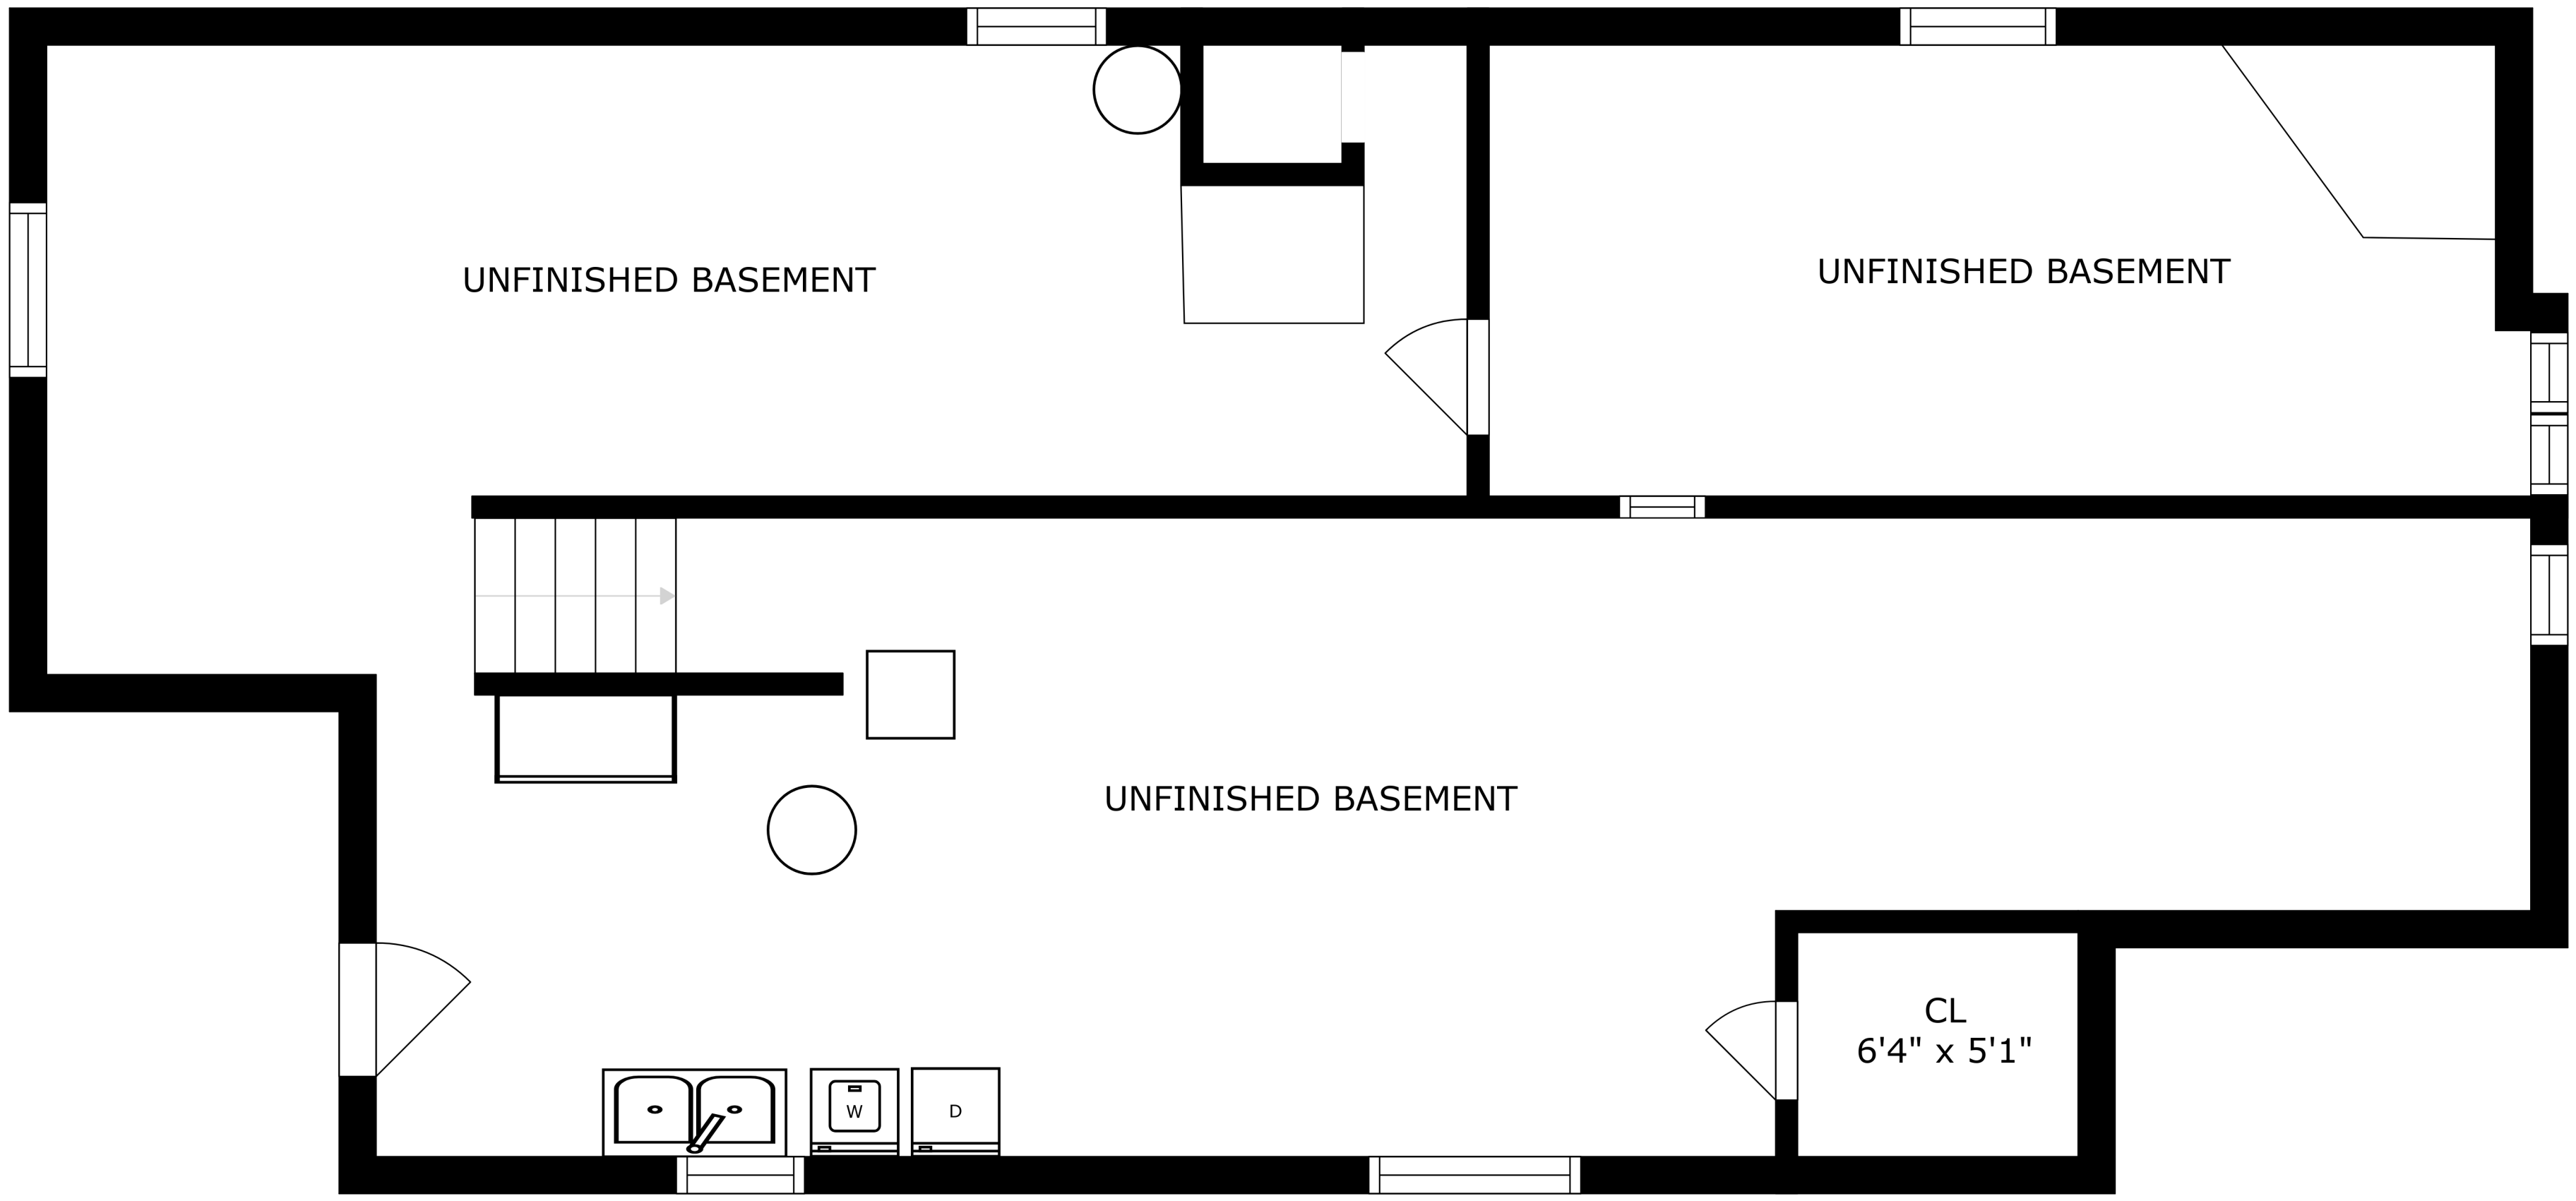 UNFINISHED BASEMENT
UNFINISHED BASEMENT
UNFINISHED BASEMENT
CL
6'4" x 5'1"
W
D